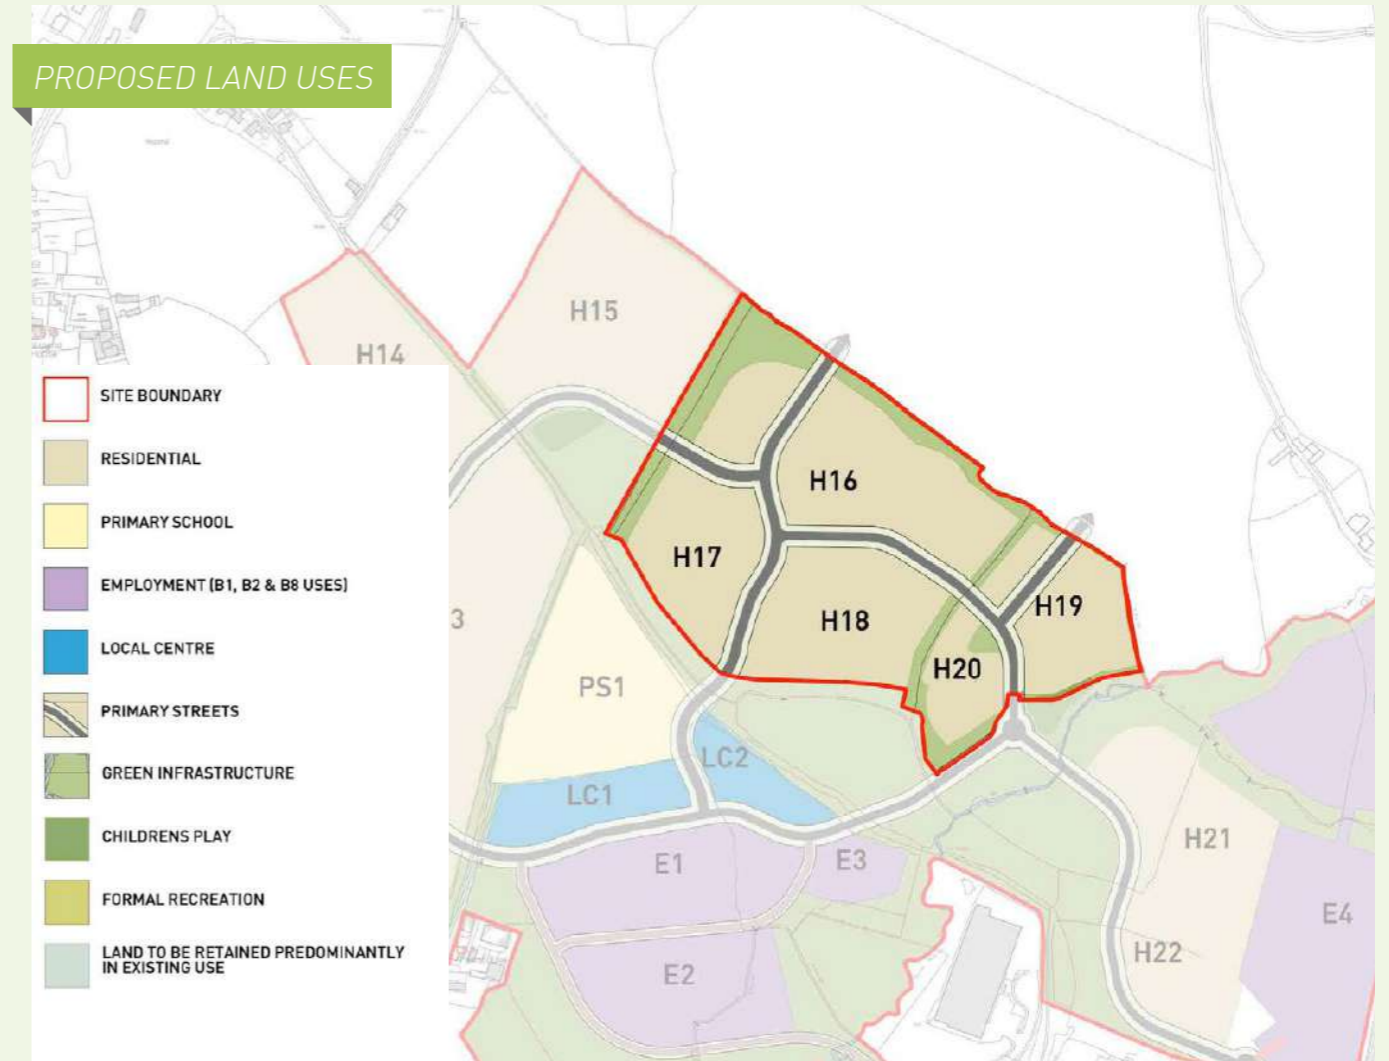 PROPOSED LAND USES
H15
H14
SITE BOUNDARY
RESIDENTIAL
H16
PRIMARY SCHOOL
H17
EMPLOYMENT (B1, B2 & B8 USES)
H19
3
H18
LOCAL CENTRE
H20
PS1
PRIMARY STREETS
LC2
GREEN INFRASTRUCTURE
LC1
CHILDRENS PLAY
H21
E1
E3
FORMAL RECREATION
E4
LAND TO BE RETAINED PREDOMINANTLY
IN EXISTING USE
H22
E2